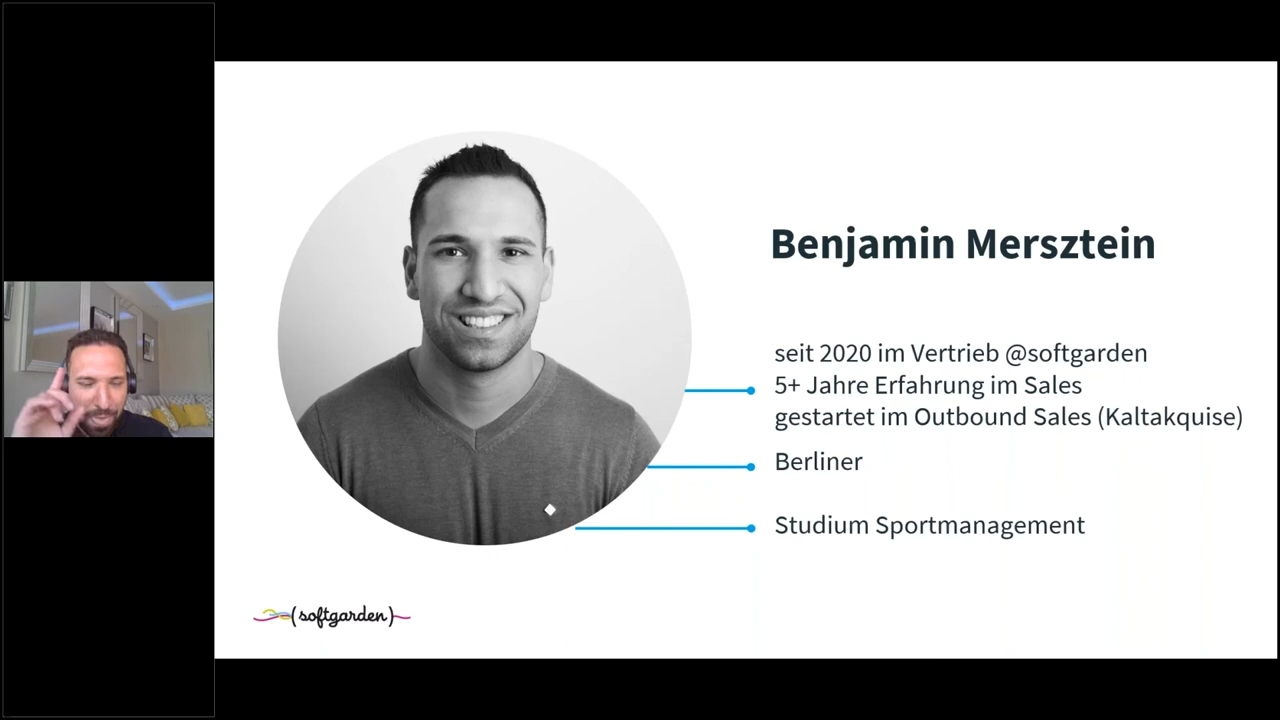 Benjamin Mersztein
seit 2020 im Vertrieb @softgarden
5+ Jahre Erfahrung im Sales
gestartet im Outbound Sales (Kaltakquise)
Berliner
Studium Sportmanagement
(softgarden)